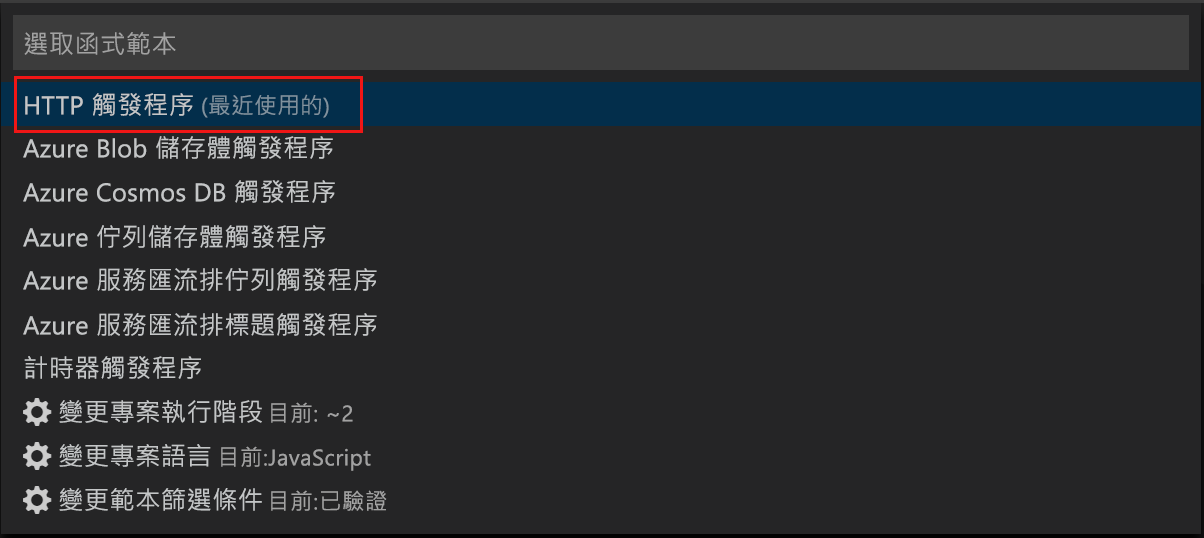 選取函式範本
HTTP 觸發程序 (最近使用的)
Azure Blob 儲存體觸發程序
Azure Cosmos DB 觸發程序
Azure 佇列儲存體觸發程序
Azure 服務匯流排佇列觸發程序
Azure 服務匯流排標題觸發程序
計時器觸發程序
變更專案執行階段 目前: ~2
變更專案語言 目前:JavaScript
變更範本篩選條件 目前:已驗證